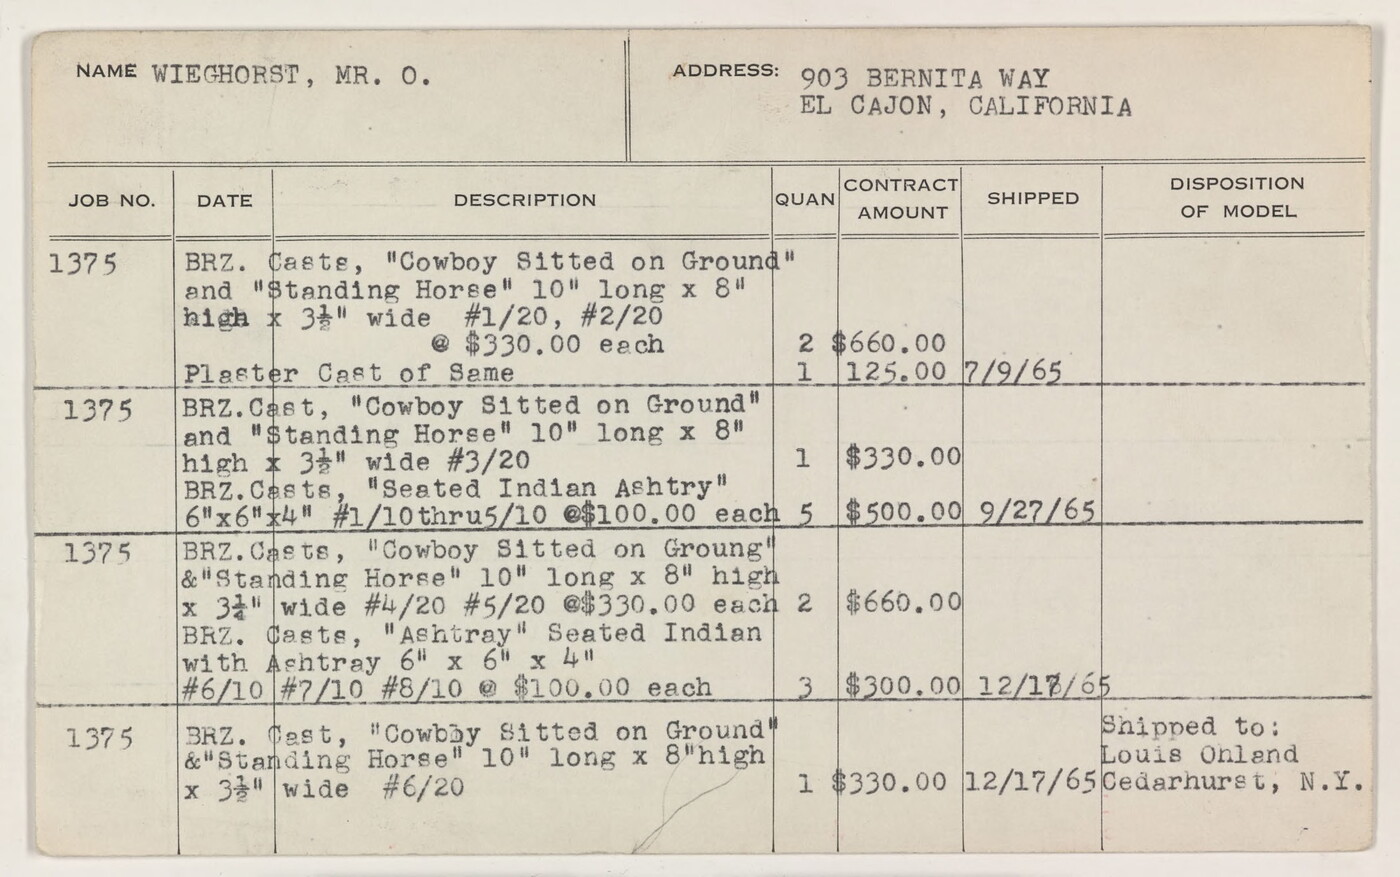 NAME WIEGHORST, MR. O.
ADDRESS: 903 BERNITA WAY
EL CAJON, CALIFORNIA
JOB NO. DATE DESCRIPTION QUAN CONTRACT AMOUNT SHIPPED DISPOSITION OF MODEL
1375 BRZ. Casts, "Cowboy Sitted on Ground"
and "Standing Horse" 10" long x 8"
high x 3½" wide #1/20, #2/20
@ $330.00 each 2 $660.00
Plaster Cast of Same 1 125.00 7/9/65
1375 BRZ.Cast, "Cowboy Sitted on Ground"
and "Standing Horse" 10" long x 8"
high x 3½" wide #3/20 1 $330.00
BRZ.Casts, "Seated Indian Ashtry"
6"x6"x4" #1/10thru5/10 @$100.00 each 5 $500.00 9/27/65
1375 BRZ.Casts, "Cowboy Sitted on Groung"
&"Standing Horse" 10" long x 8" high
x 3¼" wide #4/20 #5/20 @$330.00 each 2 $660.00
BRZ. Casts, "Ashtray" Seated Indian
with Ashtray 6" x 6" x 4"
#6/10 #7/10 #8/10 @ $100.00 each 3 $300.00
1375 BRZ. Cast, "Cowboy Sitted on Ground" Shipped to:
&"Standing Horse" 10" long x 8"high Louis Ohland
x 3½" wide #6/20 1 $330.00 12/17/65 Cedarhurst, N.Y.